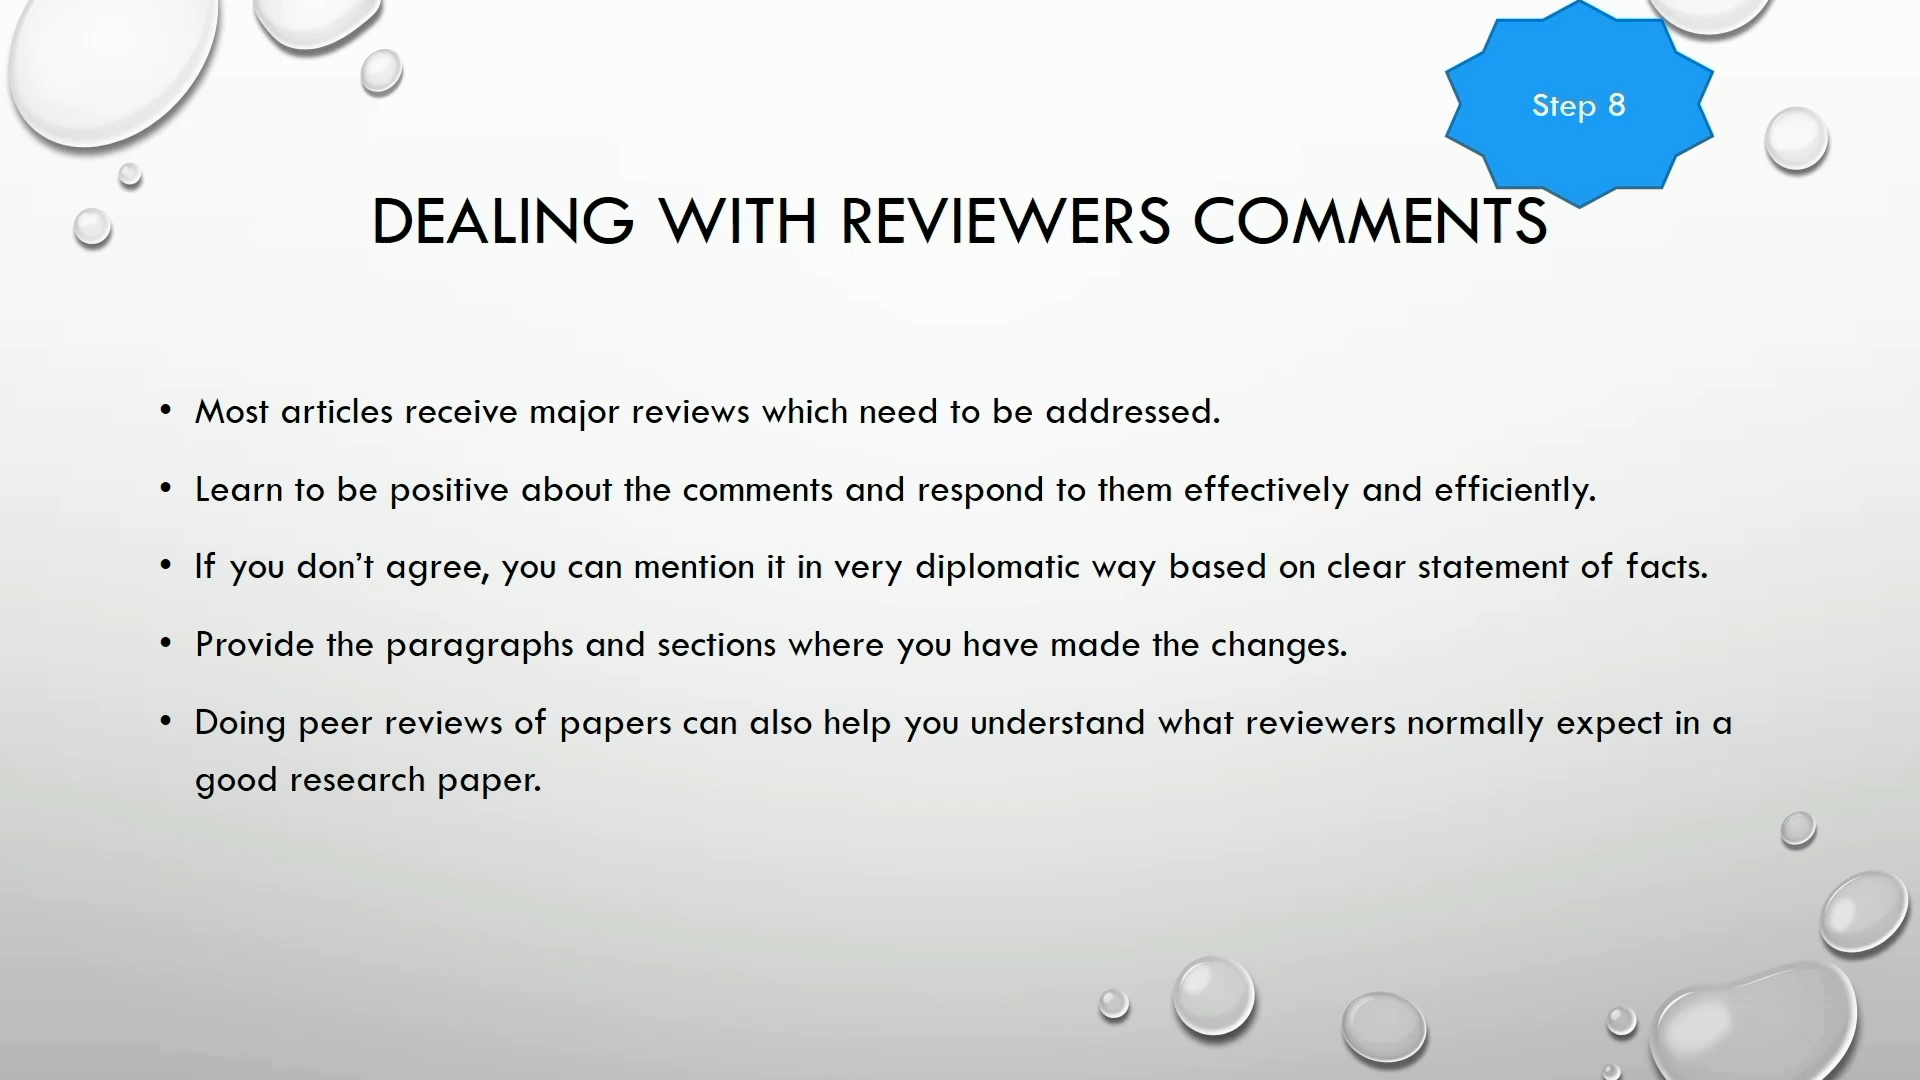 Step 8
DEALING WITH REVIEWERS COMMENTS
• Most articles receive major reviews which need to be addressed.
• Learn to be positive about the comments and respond to them effectively and efficiently.
• If you don’t agree, you can mention it in very diplomatic way based on clear statement of facts.
• Provide the paragraphs and sections where you have made the changes.
• Doing peer reviews of papers can also help you understand what reviewers normally expect in a
good research paper.